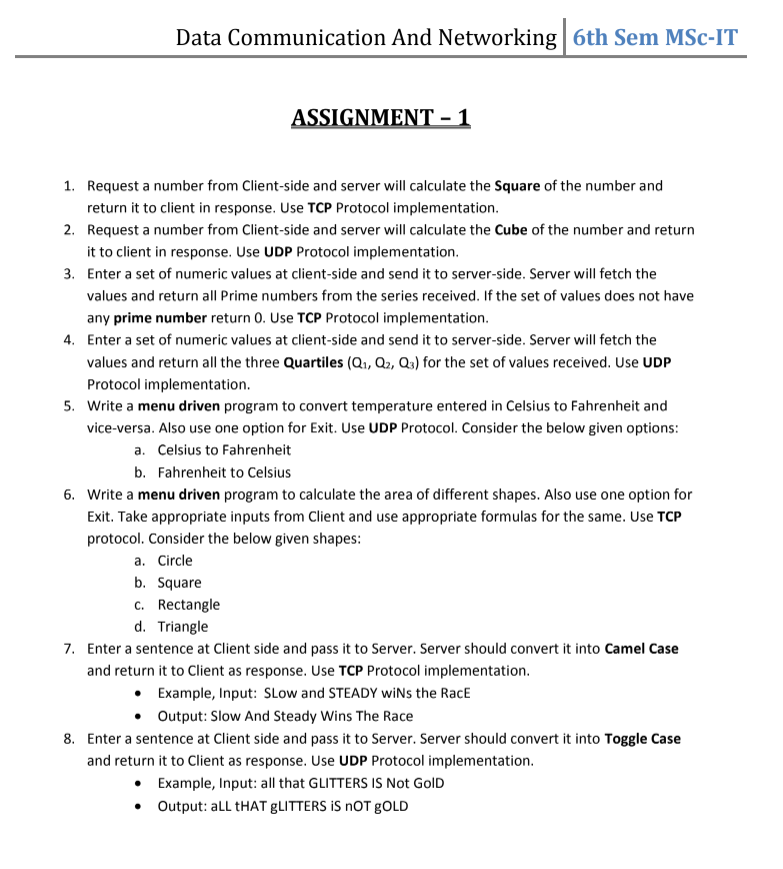 Data Communication And Networking 6th Sem MSc-IT
ASSIGNMENT – 1
1. Request a number from Client-side and server will calculate the Square of the number and
return it to client in response. Use TCP Protocol implementation.
2. Request a number from Client-side and server will calculate the Cube of the number and return
it to client in response. Use UDP Protocol implementation.
3. Enter a set of numeric values at client-side and send it to server-side. Server will fetch the
values and return all Prime numbers from the series received. If the set of values does not have
any prime number return 0. Use TCP Protocol implementation.
4. Enter a set of numeric values at client-side and send it to server-side. Server will fetch the
values and return all the three Quartiles (Q₁, Q₂, Q₃) for the set of values received. Use UDP
Protocol implementation.
5. Write a menu driven program to convert temperature entered in Celsius to Fahrenheit and
vice-versa. Also use one option for Exit. Use UDP Protocol. Consider the below given options:
a. Celsius to Fahrenheit
b. Fahrenheit to Celsius
6. Write a menu driven program to calculate the area of different shapes. Also use one option for
Exit. Take appropriate inputs from Client and use appropriate formulas for the same. Use TCP
protocol. Consider the below given shapes:
a. Circle
b. Square
c. Rectangle
d. Triangle
7. Enter a sentence at Client side and pass it to Server. Server should convert it into Camel Case
and return it to Client as response. Use TCP Protocol implementation.
• Example, Input: SLow and STEADY wiNs the RacE
• Output: Slow And Steady Wins The Race
8. Enter a sentence at Client side and pass it to Server. Server should convert it into Toggle Case
and return it to Client as response. Use UDP Protocol implementation.
• Example, Input: all that GLITTERS IS Not GolD
• Output: aLL tHAT gLITTERS iS nOT gOLD